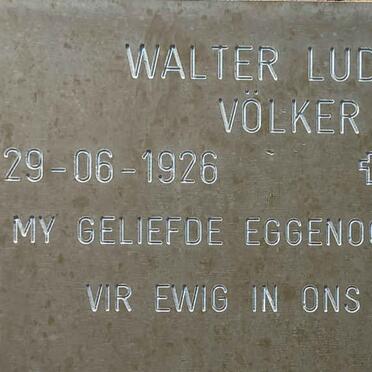 WALTER LUD
VÖLKER
29-06-1926
MY GELIEFDE EGGENO
VIR EWIG IN ONS